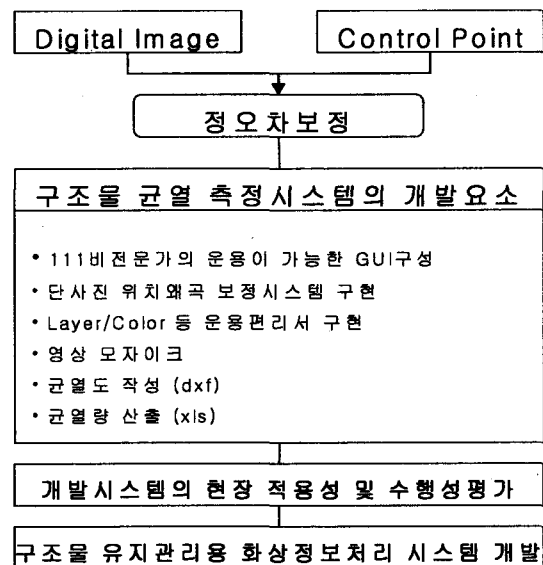 Digital Image
Control Point
정오차보정
구조물 균열 측정시스템의 개발요소
• 111비전문가의 운용이 가능한 GUI구성
• 단사진 위치왜곡 보정시스템 구현
• Layer/Color 등 운용편리서 구현
• 영상 모자이크
• 균열도 작성 (dxf)
• 균열량 산출 (xls)
개발시스템의 현장 적용성 및 수행성평가
구조물 유지관리용 화상정보처리 시스템 개발